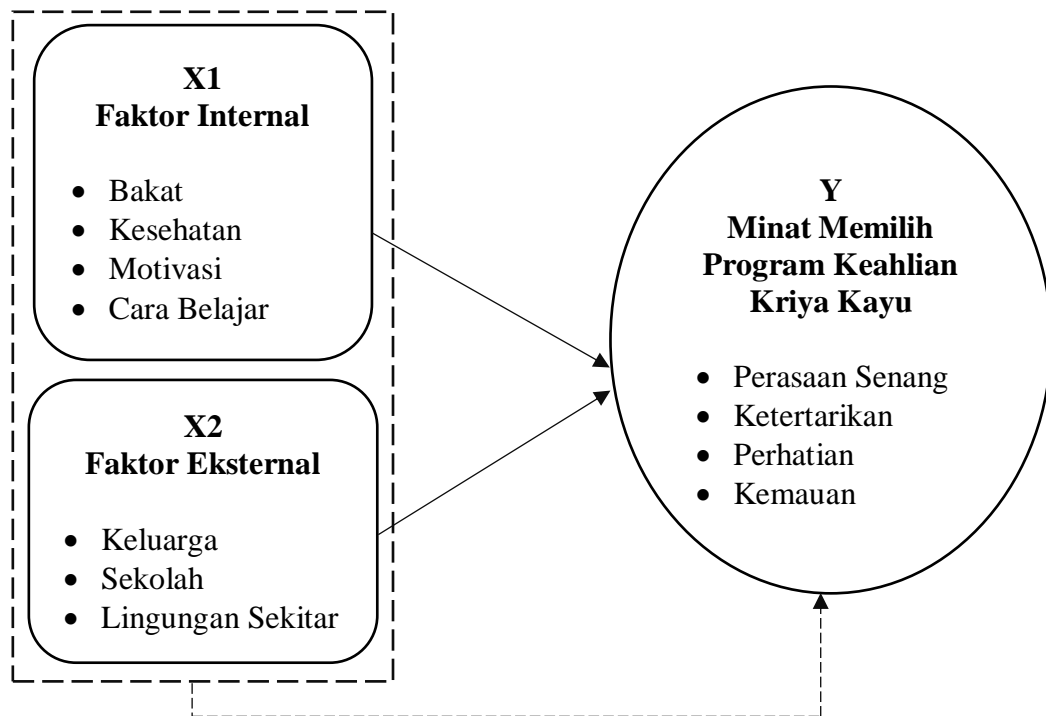 X1
Faktor Internal
• Bakat
• Kesehatan
• Motivasi
• Cara Belajar
X2
Faktor Eksternal
• Keluarga
• Sekolah
• Lingungan Sekitar
Y
Minat Memilih
Program Keahlian
Kriya Kayu
• Perasaan Senang
• Ketertarikan
• Perhatian
• Kemauan